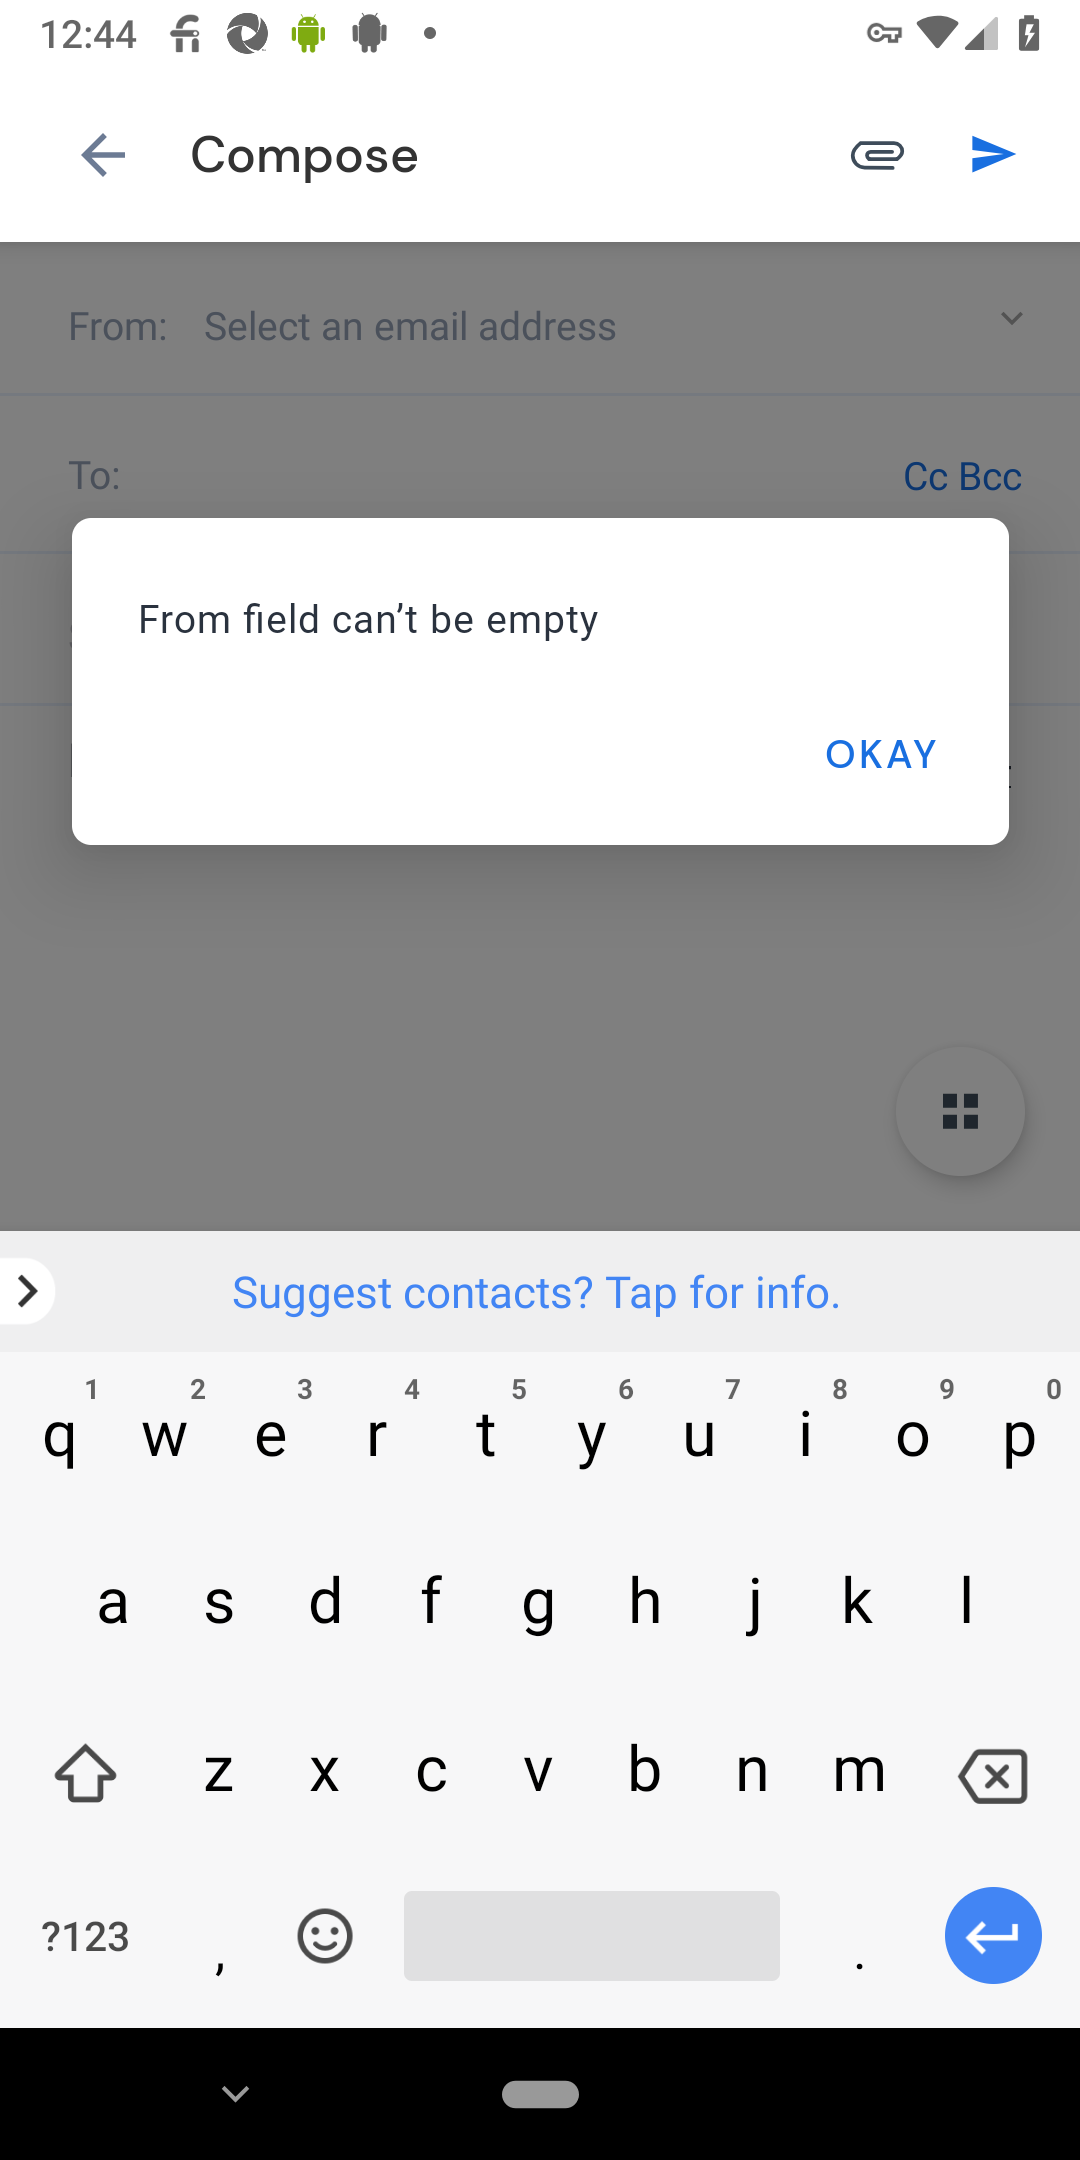 12:44
Compose
From: Select an email address
To: Cc Bcc
From field can't be empty
OKAY
Suggest contacts? Tap for info.
1 2 3 4 5 6 7 8 9 0
q w e r t y u i o p
a s d f g h j k l
z x c v b n m
?123 , .